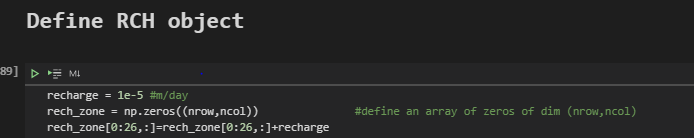 Define RCH object
89]
M↓
recharge = 1e-5 #m/day
rech_zone = np.zeros((nrow,ncol)) #define an array of zeros of dim (nrow,ncol)
rech_zone[0:26,:]=rech_zone[0:26,:]+recharge